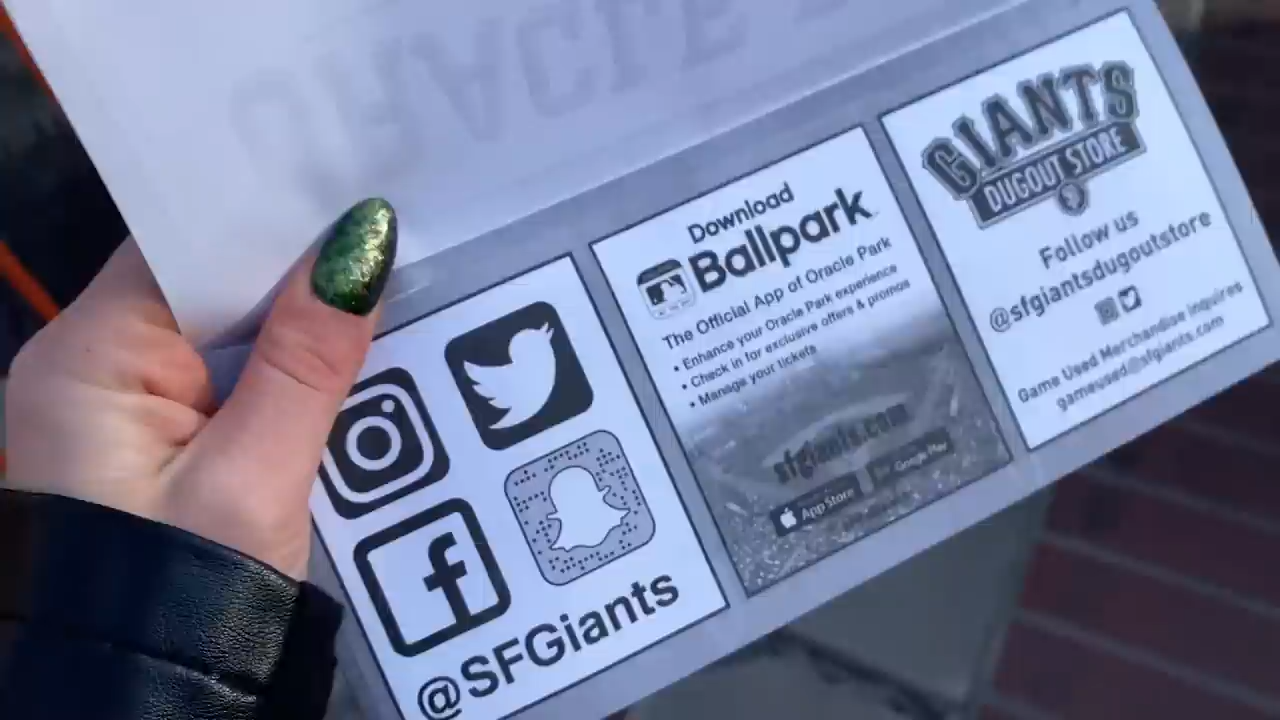 ORACLE
@SFGiants
Download
Ballpark
The Official App of Oracle Park
• Enhance your Oracle Park experience
• Check in for exclusive offers & promos
• Manage your tickets
sfgiants.com
App Store
Google Play
GIANTS
DUGOUT STORE
Follow us
@sfgiantsdugoutstore
Game Used Merchandise inquires
gameused@sfgiants.com